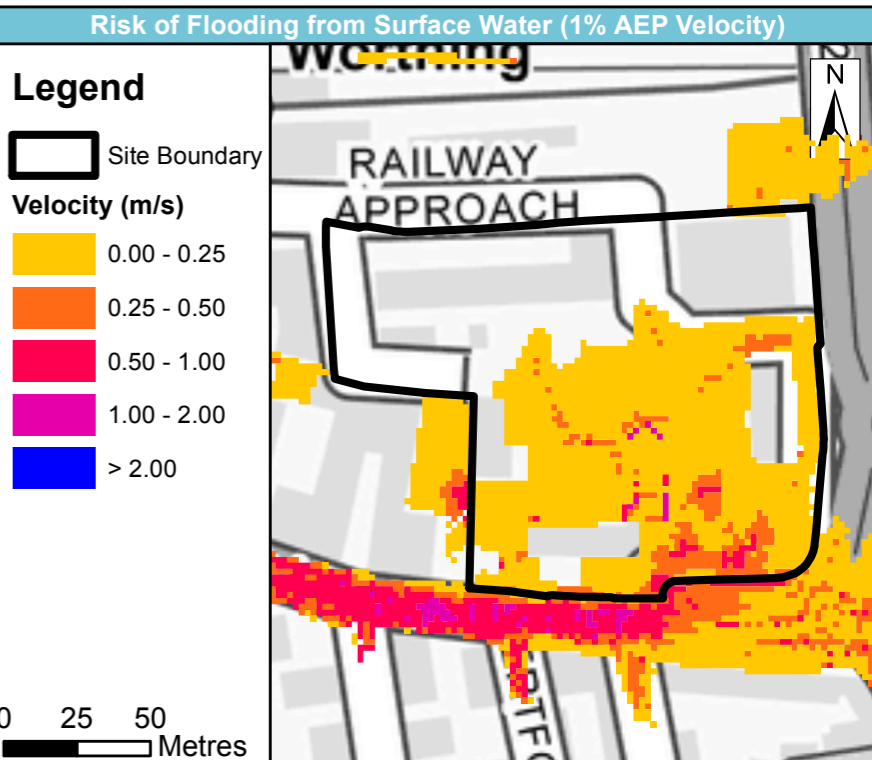 Risk of Flooding from Surface Water (1% AEP Velocity)
Legend
Site Boundary
Velocity (m/s)
0.00 - 0.25
0.25 - 0.50
0.50 - 1.00
1.00 - 2.00
> 2.00
0 25 50
Metres
Worthing
N
RAILWAY
APPROACH